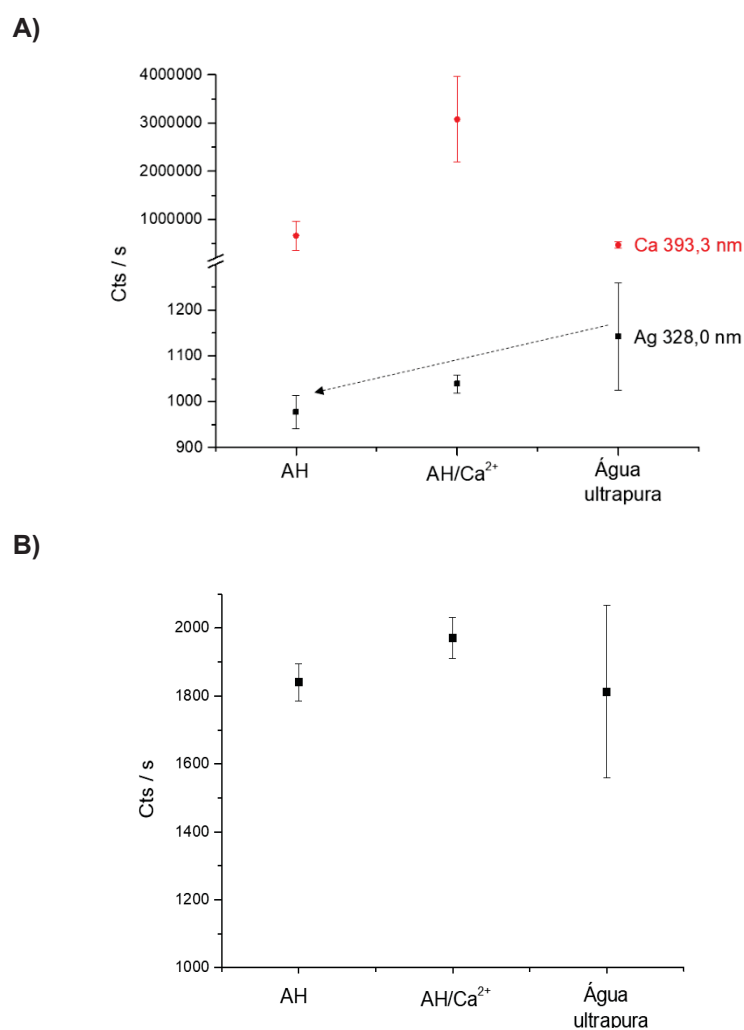 A)
4000000
3000000
2000000
1000000
1200
1100
1000
900
Cts / s
Ca 393,3 nm
Ag 328,0 nm
AH
AH/Ca²⁺
Água
ultrapura
B)
2000
1800
1600
1400
1200
1000
Cts / s
AH
AH/Ca²⁺
Água
ultrapura